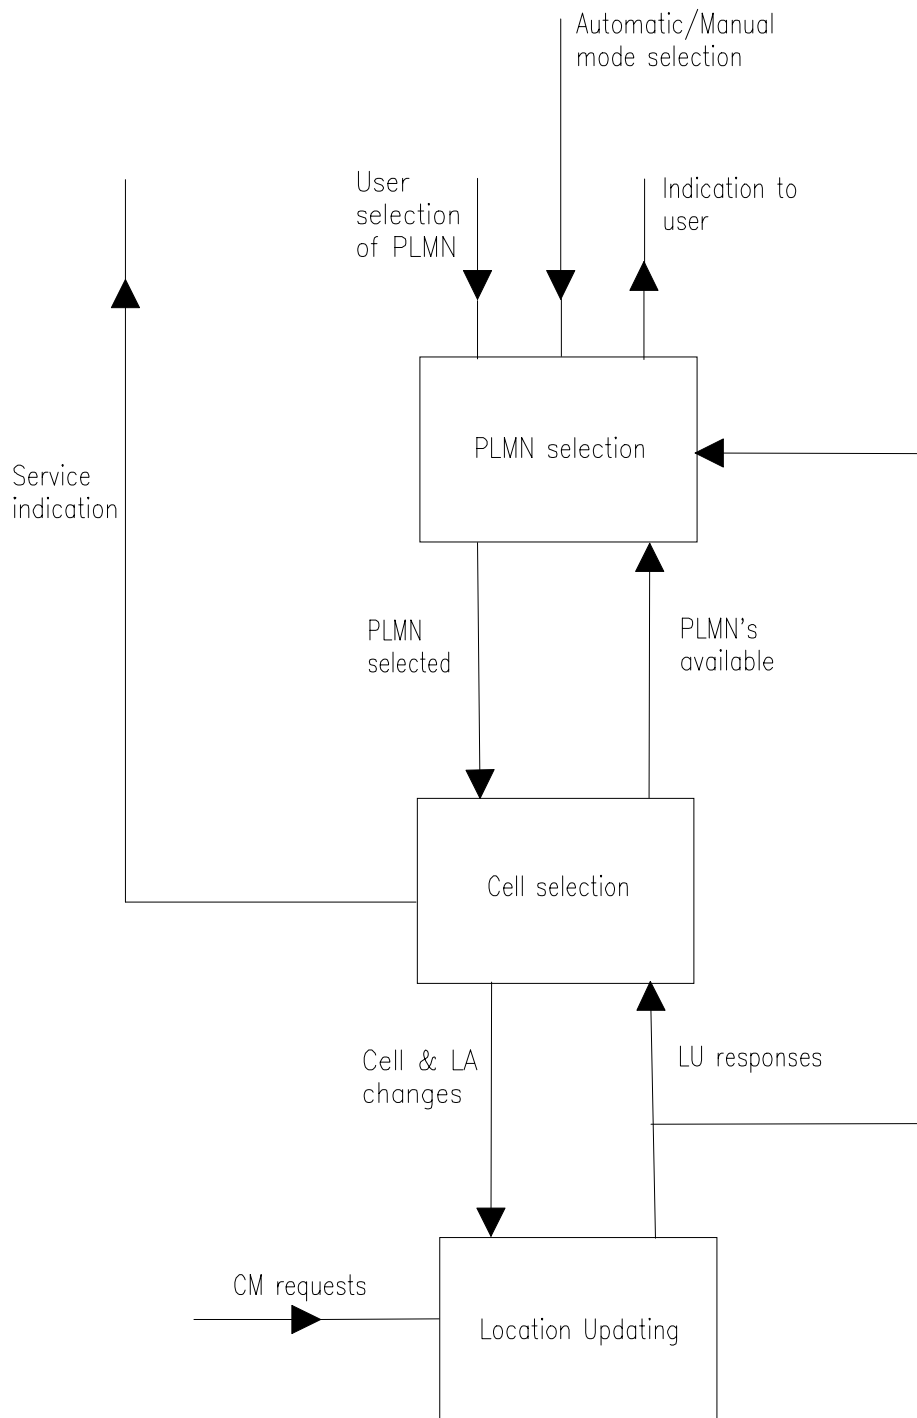 Automatic/Manual
mode selection
User
selection
of PLMN
Indication to
user
PLMN selection
Service
indication
PLMN
selected
PLMN's
available
Cell selection
Cell & LA
changes
LU responses
CM requests
Location Updating